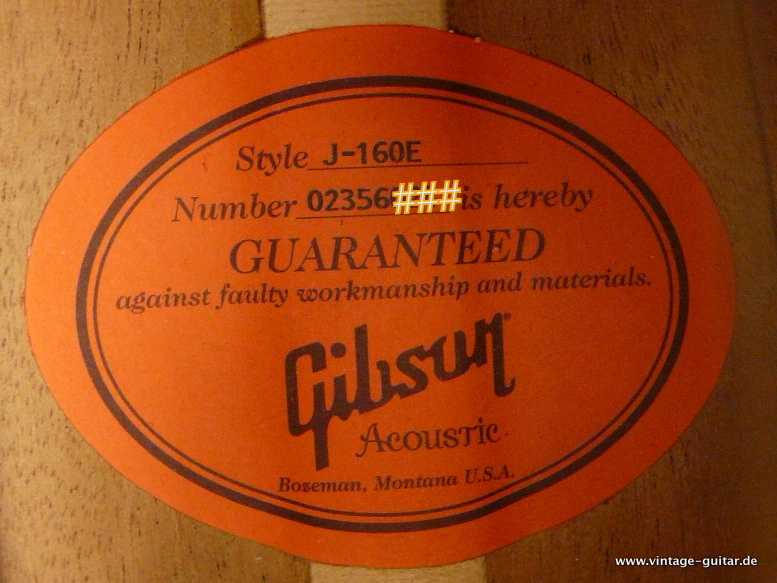 Style J-160E
Number 02356### is hereby
GUARANTEED
against faulty workmanship and materials.
Gibson
Acoustic
Bozeman, Montana U.S.A.
www.vintage-guitar.de